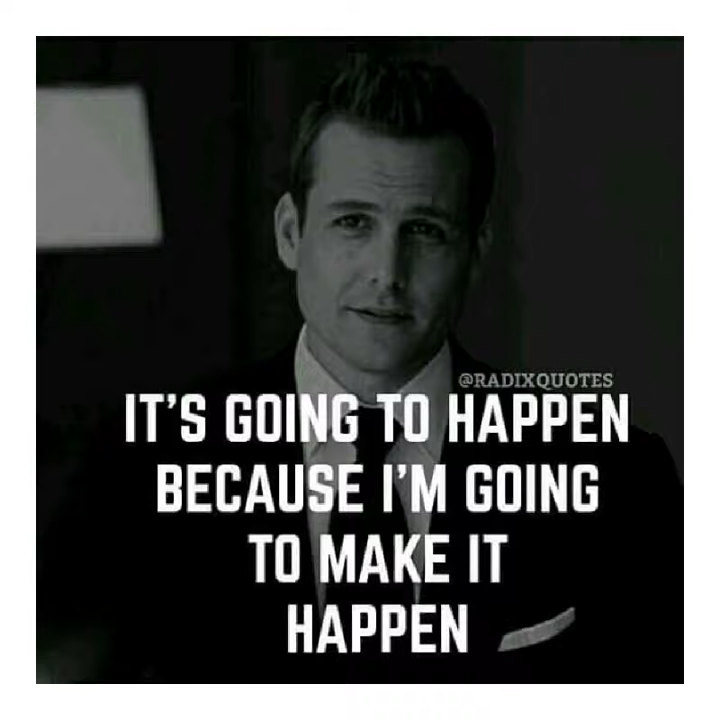 @RADIXQUOTES
IT'S GOING TO HAPPEN
BECAUSE I'M GOING
TO MAKE IT
HAPPEN